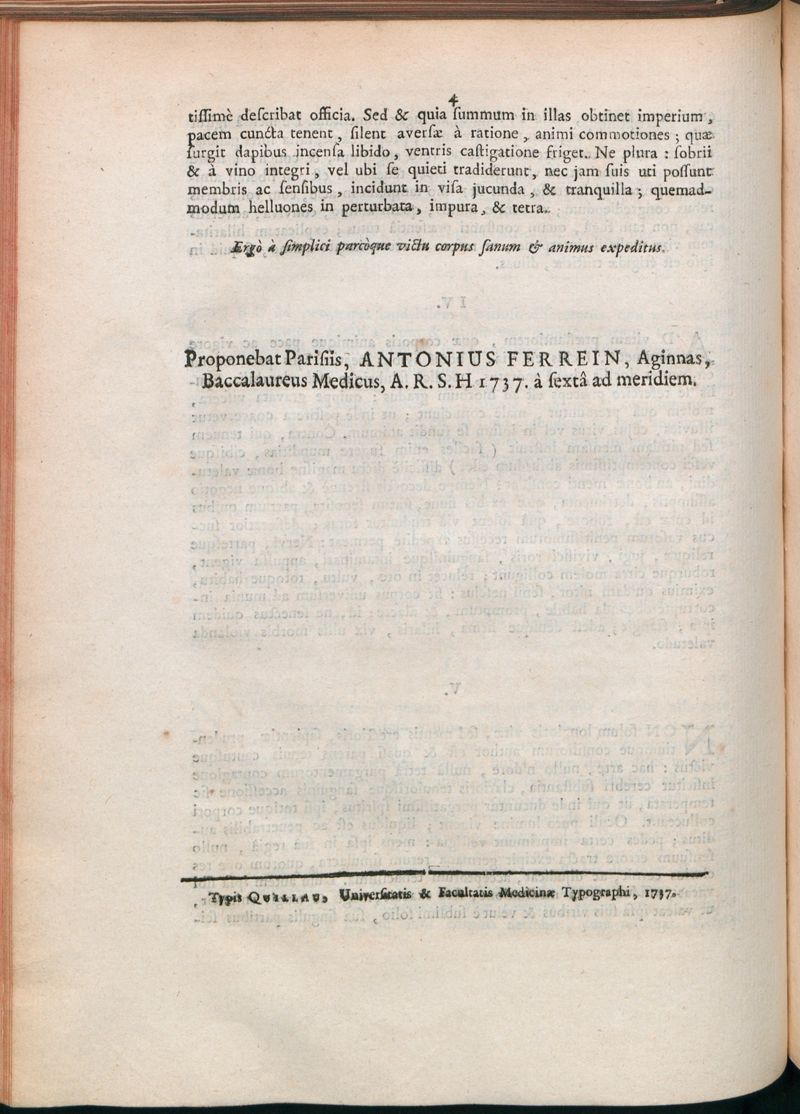 4
tiſſimè deſcribat officia. Sed & quia ſummum in illas obtinet imperium,
pacem cuncta tenent, ſilent averſæ à ratione, animi commotiones; quæ
ſurgit dapibus incenſa libido, ventris caſtigatione friget. Ne plura: ſobrii
& à vino integri, vel ubi ſe quieti tradiderunt, nec jam ſuis uti poſſunt
membris ac ſenſibus, incidunt in viſa jucunda, & tranquilla; quemad-
modum helluones in perturbata, impura, & tetra.
Ergò à ſimplici parcòque victu corpus ſanum & animus expeditus.
Proponebat Pariſiis, ANTONIUS FERREIN, Aginnas,
Baccalaureus Medicus, A. R. S. H 1737. à ſextâ ad meridiem.
Typis QUILLAU, Univerſitatis & Facultatis Medicinæ Typographi, 1737.